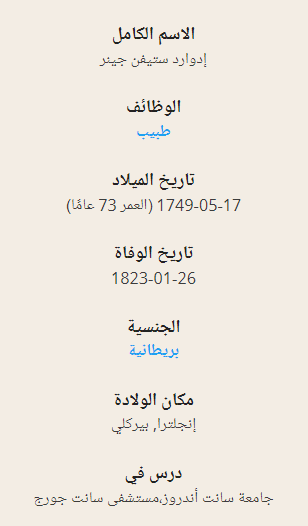 الاسم الكامل
إدوارد ستيفن جينر
الوظائف
طبيب
تاريخ الميلاد
1749-05-17 (العمر 73 عامًا)
تاريخ الوفاة
1823-01-26
الجنسية
بريطانية
مكان الولادة
إنجلترا, بيركلي
درس في
جامعة سانت أندروز,مستشفى سانت جورج